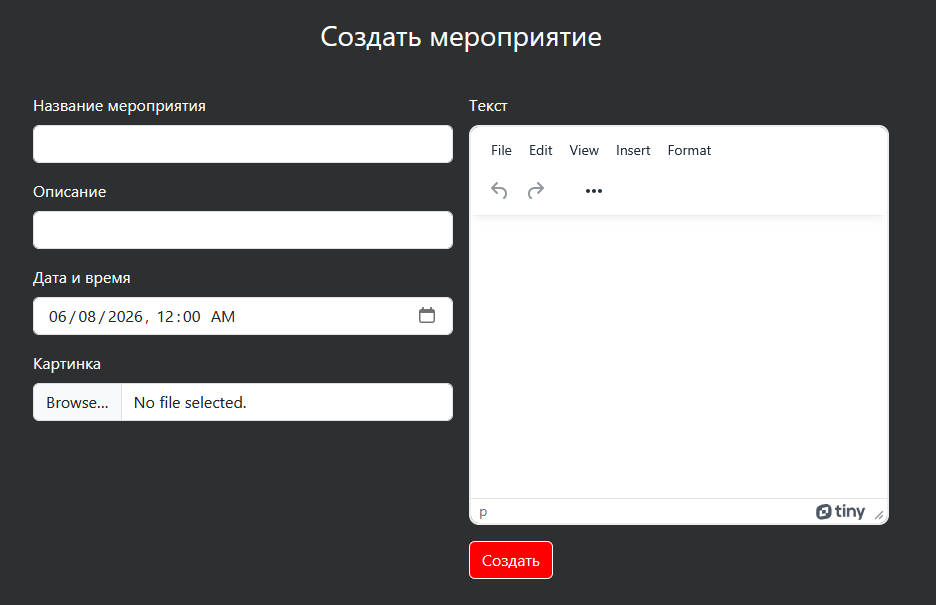 Создать мероприятие
Название мероприятия
Описание
Дата и время
06/08/2026, 12:00 AM
Картинка
Browse... No file selected.
Текст
File Edit View Insert Format
p tiny
Создать